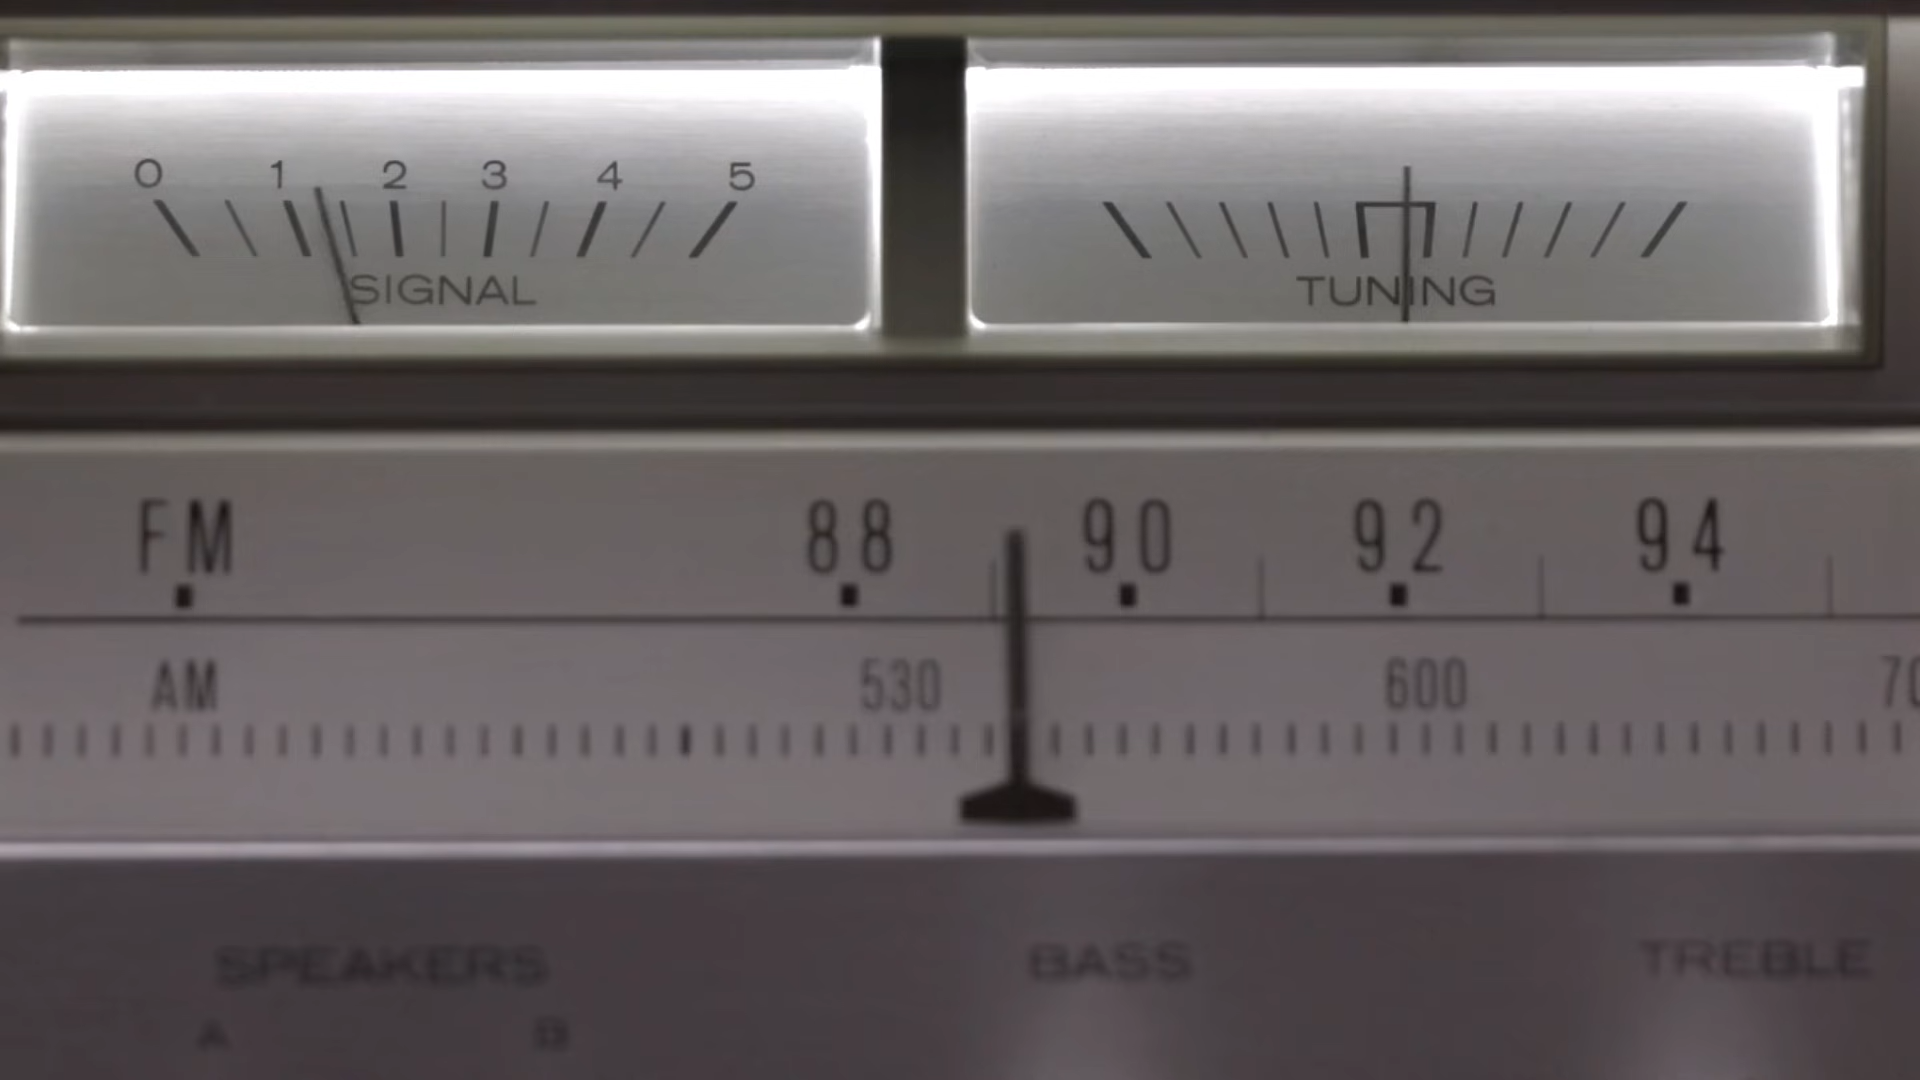 0 1 2 3 4 5
SIGNAL
TUNING
FM 88 90 92 94
AM 530 600
SPEAKERS BASS TREBLE
A B